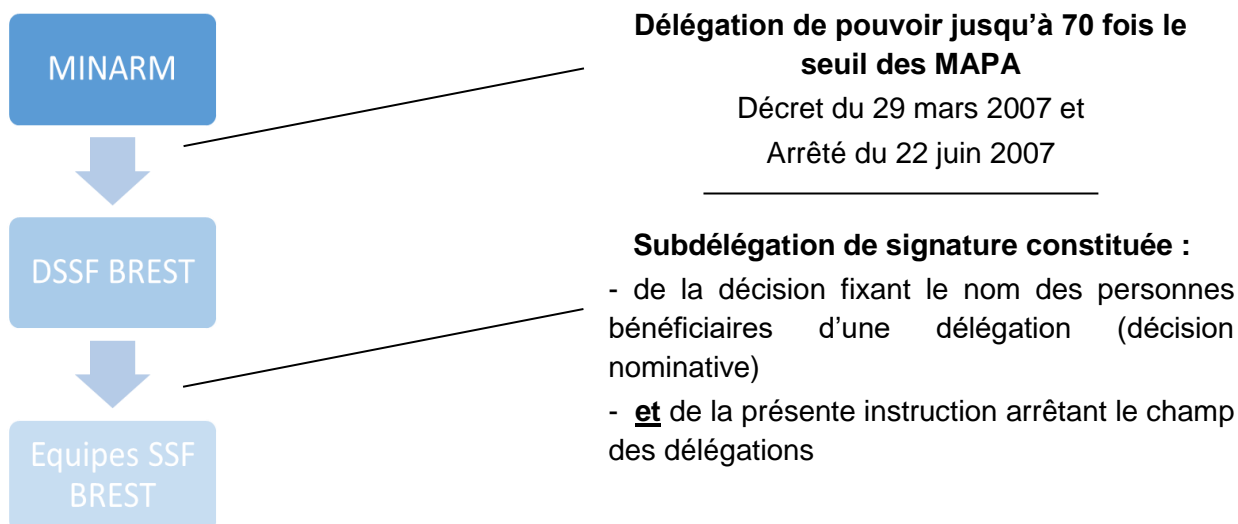 MINARM
DSSF BREST
Equipes SSF
BREST
Délégation de pouvoir jusqu’à 70 fois le
seuil des MAPA
Décret du 29 mars 2007 et
Arrêté du 22 juin 2007
Subdélégation de signature constituée :
- de la décision fixant le nom des personnes
bénéficiaires d’une délégation (décision
nominative)
- et de la présente instruction arrêtant le champ
des délégations